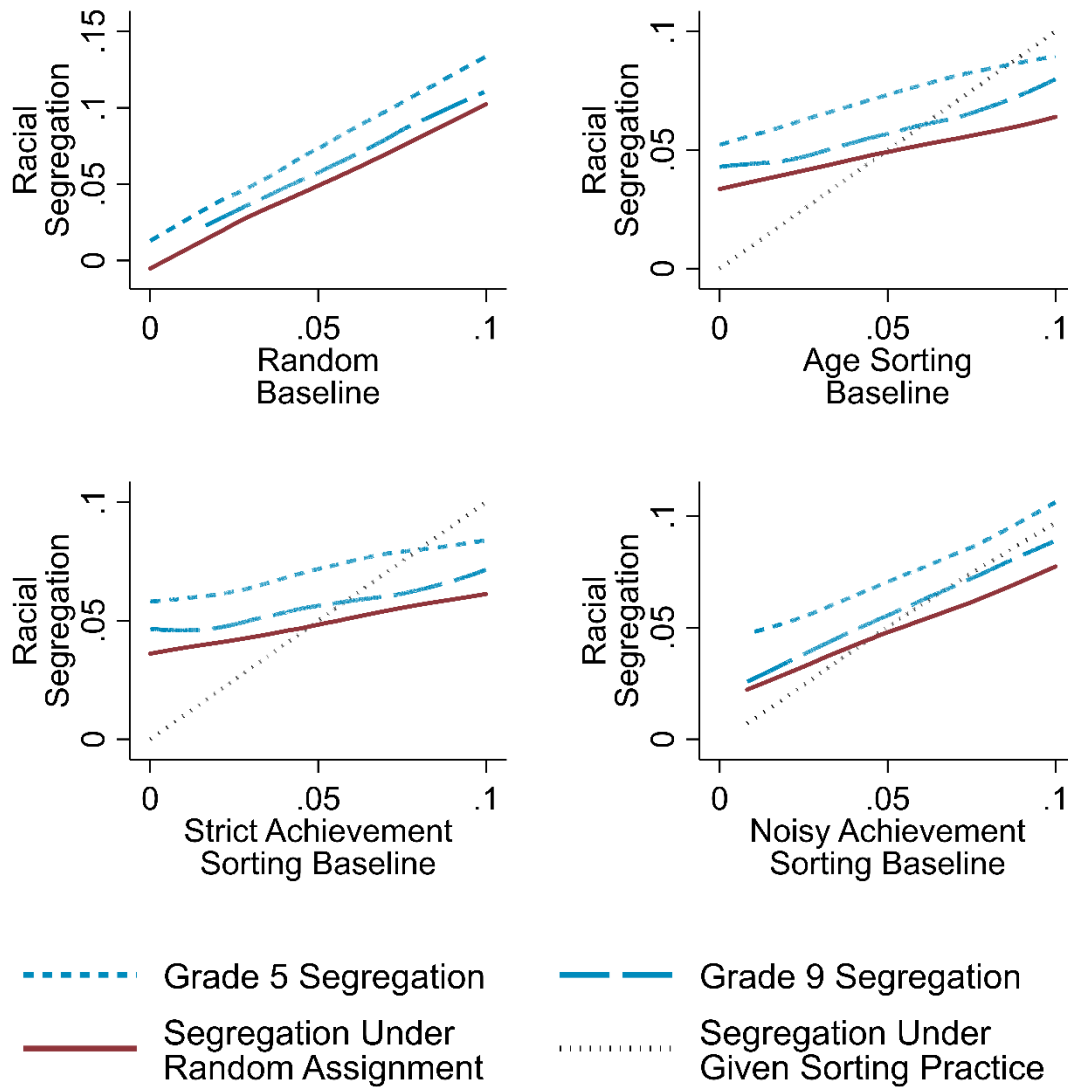 Racial
Segregation
.15
.1
.05
0
0
.05
.1
Random
Baseline
Racial
Segregation
.1
.05
0
0
.05
.1
Age Sorting
Baseline
Racial
Segregation
.1
.05
0
0
.05
.1
Strict Achievement
Sorting Baseline
Racial
Segregation
.1
.05
0
0
.05
.1
Noisy Achievement
Sorting Baseline
Grade 5 Segregation
Grade 9 Segregation
Segregation Under
Random Assignment
Segregation Under
Given Sorting Practice